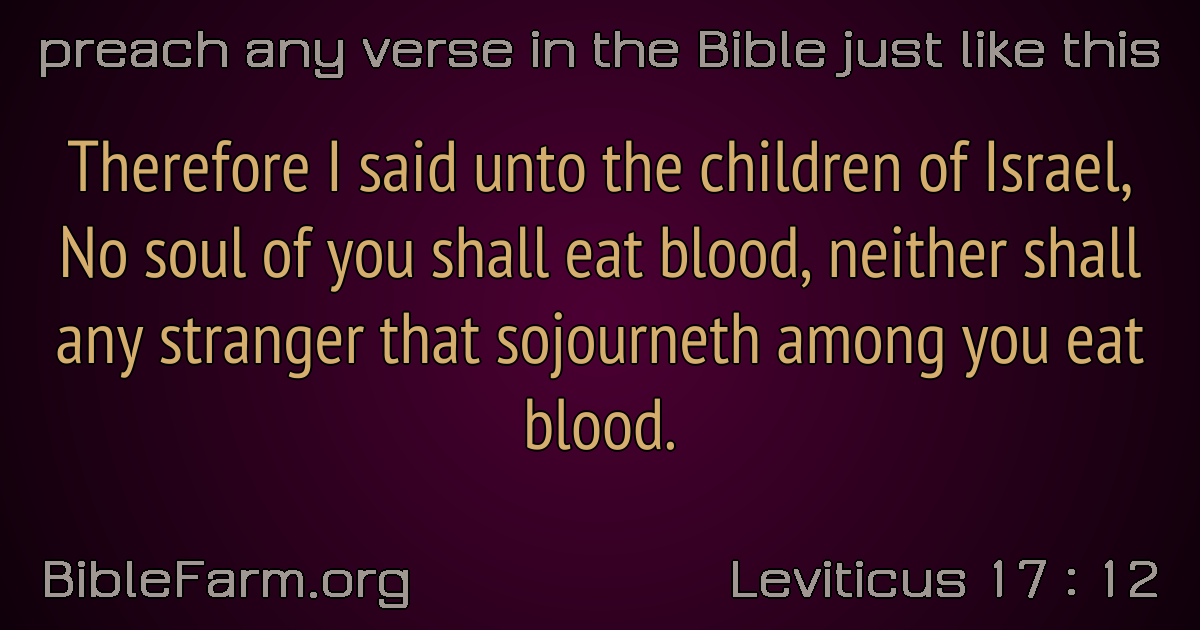 preach any verse in the Bible just like this
Therefore I said unto the children of Israel,
No soul of you shall eat blood, neither shall
any stranger that sojourneth among you eat
blood.
BibleFarm.org
Leviticus 17 : 12